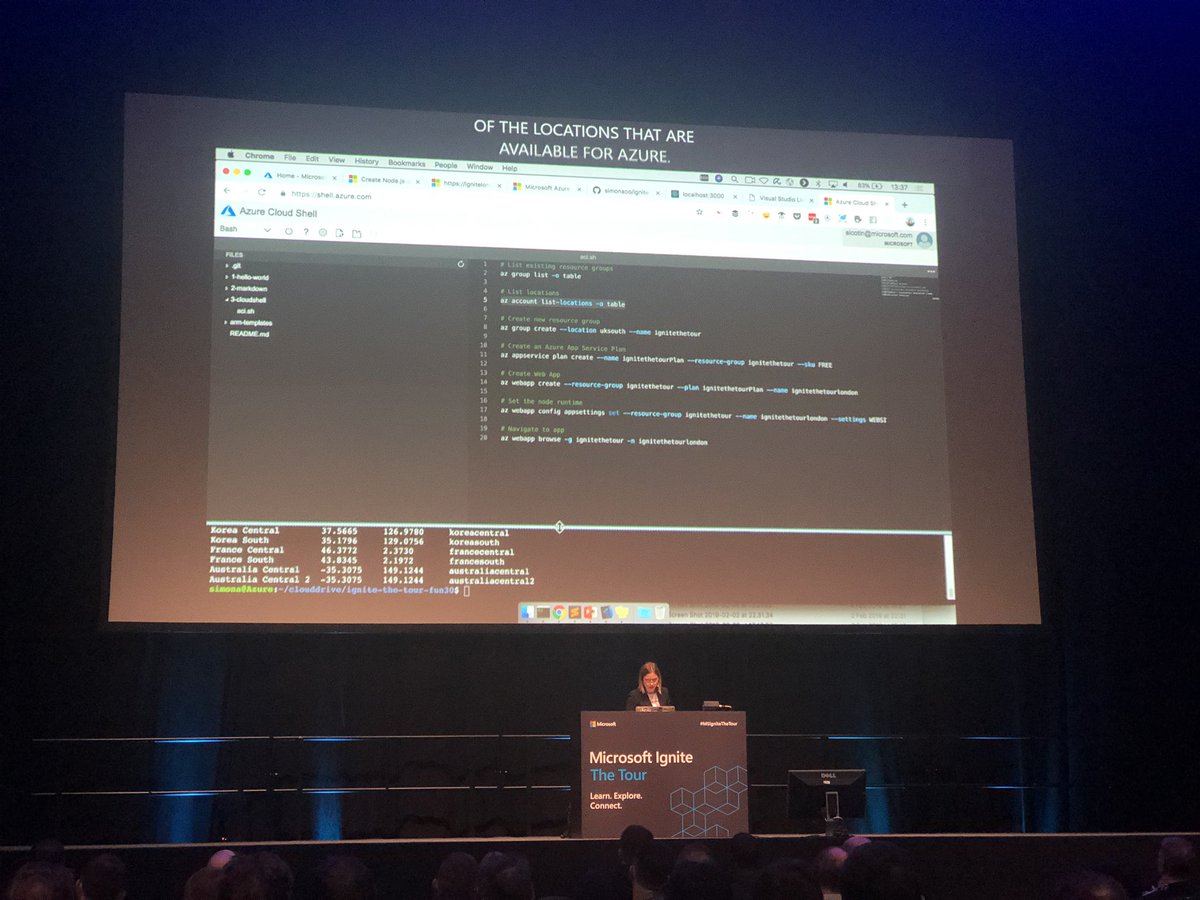 OF THE LOCATIONS THAT ARE
AVAILABLE FOR AZURE.
Chrome File Edit View History Bookmarks People Window Help 83% 13:37
Home - Micros Create Node.js https://ignitelon Microsoft Azure simonaco/ignite localhost:3000 Visual Studio Li Azure Cloud Sh
https://shell.azure.com
Azure Cloud Shell
sicotin@microsoft.com
MICROSOFT
Bash
FILES
.git
1-hello-world
2-markdown
3-cloudshell
aci.sh
arm-templates
README.md
aci.sh
1 # List existing resource groups
2 az group list -o table
3
4 # List locations
5 az account list-locations -o table
6
7 # Create new resource group
8 az group create --location uksouth --name ignitethetour
9
10 # Create an Azure App Service Plan
11 az appservice plan create --name ignitethetourPlan --resource-group ignitethetour --sku FREE
12
13 # Create Web App
14 az webapp create --resource-group ignitethetour --plan ignitethetourPlan --name ignitethetourlondon
15
16 # Set the node runtime
17 az webapp config appsettings set --resource-group ignitethetour --name ignitethetourlondon --settings WEBSI
18
19 # Navigate to app
20 az webapp browse -g ignitethetour -n ignitethetourlondon
Korea Central 37.5665 126.9780 koreacentral
Korea South 35.1796 129.0756 koreasouth
France Central 46.3772 2.3730 francecentral
France South 43.8345 2.1972 francesouth
Australia Central -35.3075 149.1244 australiacentral
Australia Central 2 -35.3075 149.1244 australiacentral2
simona@Azure:~/clouddrive/ignite-the-tour-fun30$
Microsoft #MSIgniteTheTour
Microsoft Ignite
The Tour
Learn. Explore.
Connect.
DELL